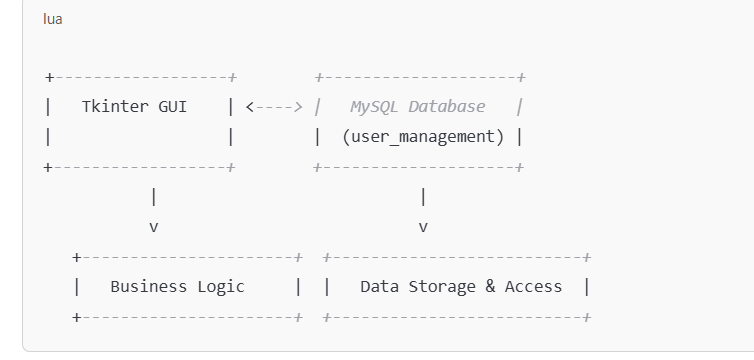 lua
+------------------+        +--------------------+
|   Tkinter GUI    | <----> |   MySQL Database   |
|                  |        |  (user_management) |
+------------------+        +--------------------+
           |                           |
           v                           v
   +----------------------+  +--------------------------+
   |   Business Logic     |  |   Data Storage & Access  |
   +----------------------+  +--------------------------+